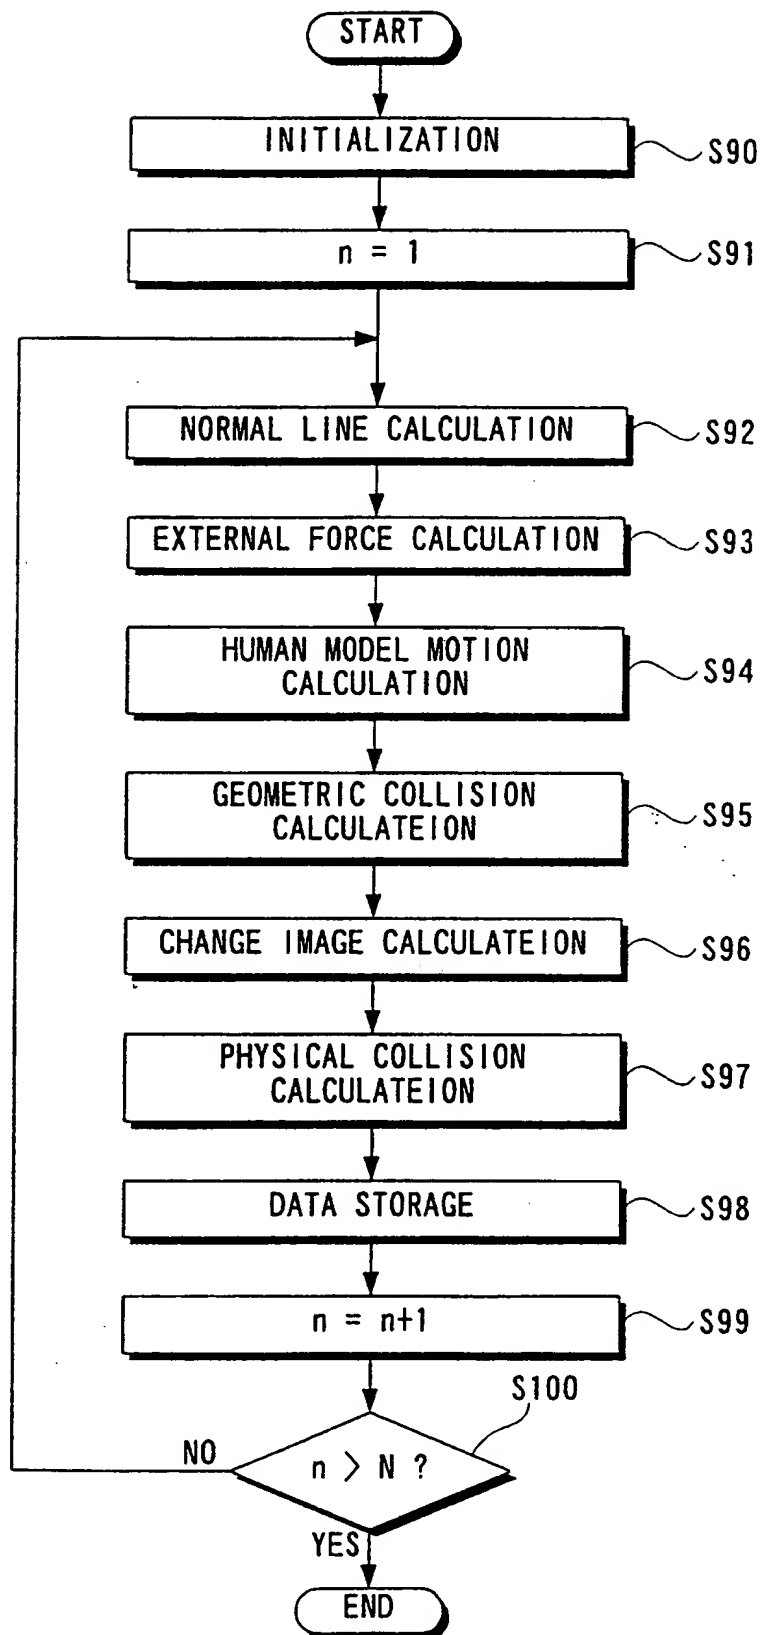 START
INITIALIZATION
S90
n = 1
S91
NORMAL LINE CALCULATION
S92
EXTERNAL FORCE CALCULATION
S93
HUMAN MODEL MOTION
CALCULATION
S94
GEOMETRIC COLLISION
CALCULATEION
S95
CHANGE IMAGE CALCULATEION
S96
PHYSICAL COLLISION
CALCULATEION
S97
DATA STORAGE
S98
n = n+1
S99
S100
NO
n > N ?
YES
END